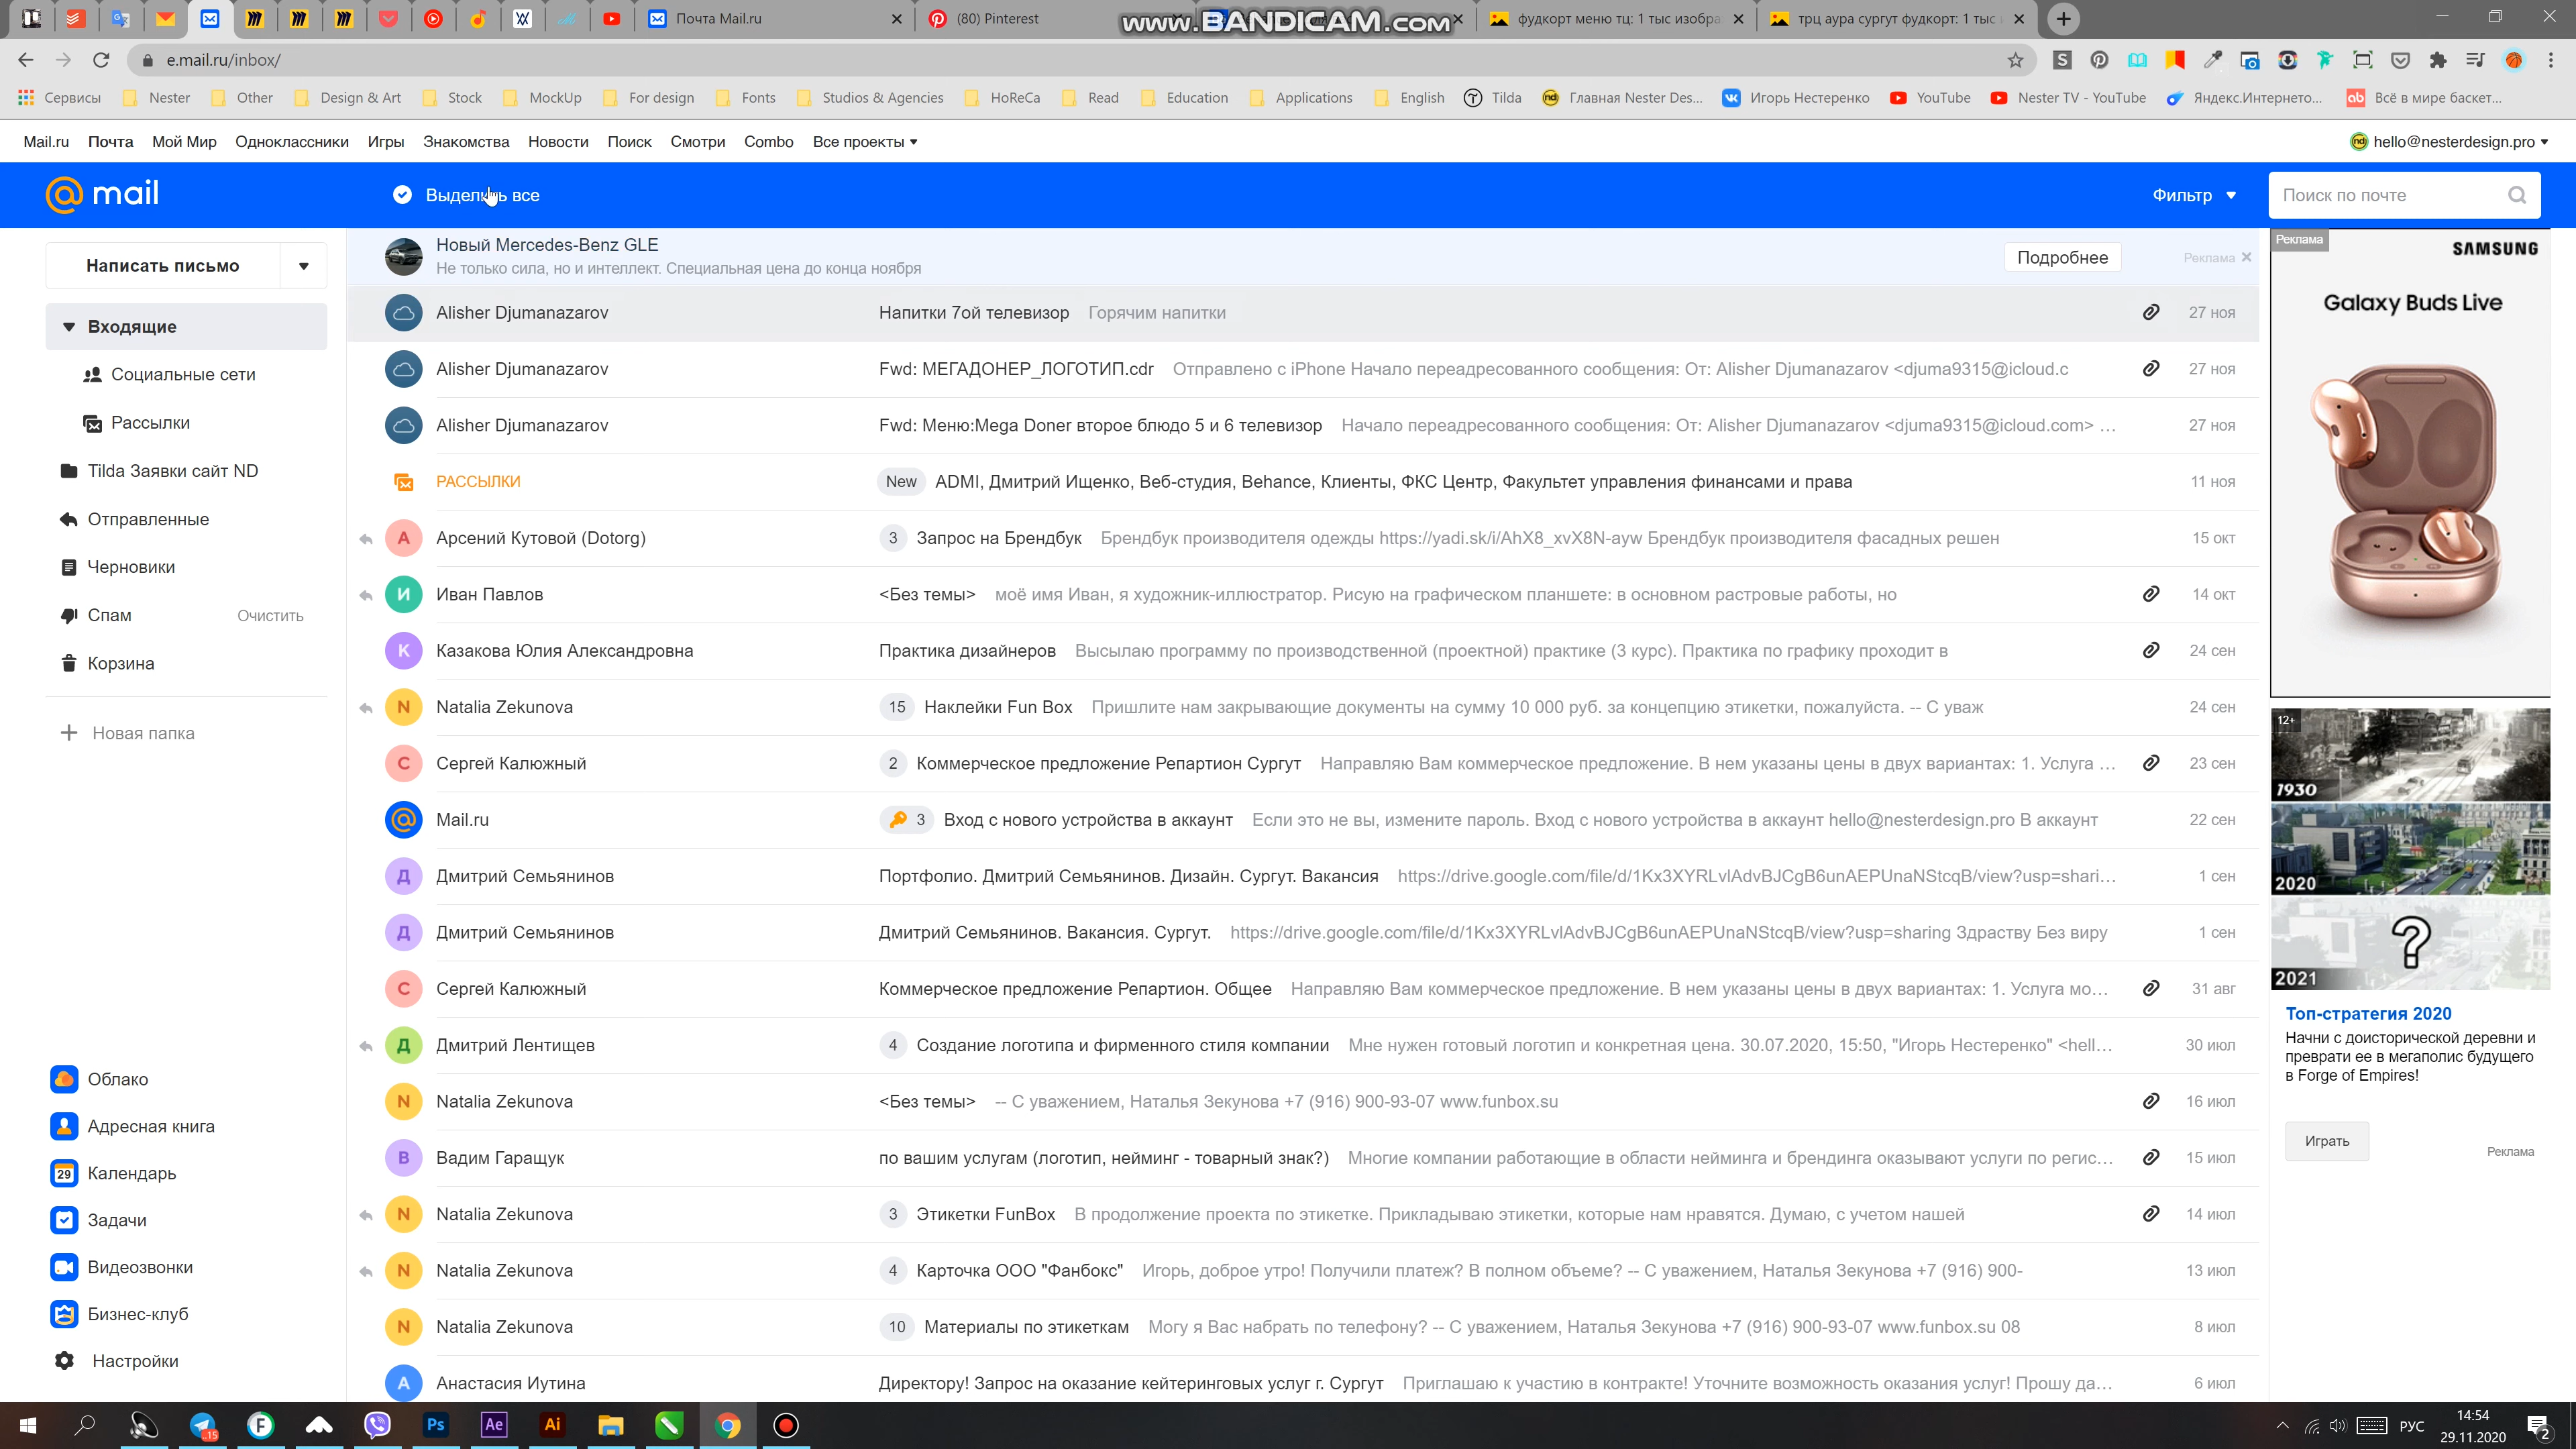 Почта Mail.ru
(80) Pinterest
www.BANDICAM.com
фудкорт меню тц: 1 тыс изобра
трц аура сургут фудкорт: 1 тыс
e.mail.ru/inbox/
Сервисы Nester Other Design & Art Stock MockUp For design Fonts Studios & Agencies HoReCa Read Education Applications English Tilda Главная Nester Des... Игорь Нестеренко YouTube Nester TV - YouTube Яндекс.Интернето... Всё в мире баскет...
Mail.ru Почта Мой Мир Одноклассники Игры Знакомства Новости Поиск Смотри Combo Все проекты
hello@nesterdesign.pro
mail
Выделить все
Фильтр
Поиск по почте
Написать письмо
Входящие
Социальные сети
Рассылки
Tilda Заявки сайт ND
Отправленные
Черновики
Спам Очистить
Корзина
Новая папка
Облако
Адресная книга
29 Календарь
Задачи
Видеозвонки
Бизнес-клуб
Настройки
Новый Mercedes-Benz GLE
Не только сила, но и интеллект. Специальная цена до конца ноября
Подробнее
Реклама
Alisher Djumanazarov Напитки 7ой телевизор Горячим напитки 27 ноя
Alisher Djumanazarov Fwd: МЕГАДОНЕР_ЛОГОТИП.cdr Отправлено с iPhone Начало переадресованного сообщения: От: Alisher Djumanazarov <djuma9315@icloud.c 27 ноя
Alisher Djumanazarov Fwd: Меню:Mega Doner второе блюдо 5 и 6 телевизор Начало переадресованного сообщения: От: Alisher Djumanazarov <djuma9315@icloud.com> ... 27 ноя
РАССЫЛКИ New ADMI, Дмитрий Ищенко, Веб-студия, Behance, Клиенты, ФКС Центр, Факультет управления финансами и права 11 ноя
А Арсений Кутовой (Dotorg) 3 Запрос на Брендбук Брендбук производителя одежды https://yadi.sk/i/AhX8_xvX8N-ayw Брендбук производителя фасадных решен 15 окт
И Иван Павлов <Без темы> моё имя Иван, я художник-иллюстратор. Рисую на графическом планшете: в основном растровые работы, но 14 окт
К Казакова Юлия Александровна Практика дизайнеров Высылаю программу по производственной (проектной) практике (3 курс). Практика по графику проходит в 24 сен
N Natalia Zekunova 15 Наклейки Fun Box Пришлите нам закрывающие документы на сумму 10 000 руб. за концепцию этикетки, пожалуйста. -- С уваж 24 сен
С Сергей Калюжный 2 Коммерческое предложение Репартион Сургут Направляю Вам коммерческое предложение. В нем указаны цены в двух вариантах: 1. Услуга ... 23 сен
Mail.ru 3 Вход с нового устройства в аккаунт Если это не вы, измените пароль. Вход с нового устройства в аккаунт hello@nesterdesign.pro В аккаунт 22 сен
Д Дмитрий Семьянинов Портфолио. Дмитрий Семьянинов. Дизайн. Сургут. Вакансия https://drive.google.com/file/d/1Kx3XYRLvlAdvBJCgB6unAEPUnaNStcqB/view?usp=shari... 1 сен
Д Дмитрий Семьянинов Дмитрий Семьянинов. Вакансия. Сургут. https://drive.google.com/file/d/1Kx3XYRLvlAdvBJCgB6unAEPUnaNStcqB/view?usp=sharing Здраству Без виру 1 сен
С Сергей Калюжный Коммерческое предложение Репартион. Общее Направляю Вам коммерческое предложение. В нем указаны цены в двух вариантах: 1. Услуга мо... 31 авг
Д Дмитрий Лентищев 4 Создание логотипа и фирменного стиля компании Мне нужен готовый логотип и конкретная цена. 30.07.2020, 15:50, "Игорь Нестеренко" <hell... 30 июл
N Natalia Zekunova <Без темы> -- С уважением, Наталья Зекунова +7 (916) 900-93-07 www.funbox.su 16 июл
В Вадим Гаращук по вашим услугам (логотип, нейминг - товарный знак?) Многие компании работающие в области нейминга и брендинга оказывают услуги по регис... 15 июл
N Natalia Zekunova 3 Этикетки FunBox В продолжение проекта по этикетке. Прикладываю этикетки, которые нам нравятся. Думаю, с учетом нашей 14 июл
N Natalia Zekunova 4 Карточка ООО "Фанбокс" Игорь, доброе утро! Получили платеж? В полном объеме? -- С уважением, Наталья Зекунова +7 (916) 900- 13 июл
N Natalia Zekunova 10 Материалы по этикеткам Могу я Вас набрать по телефону? -- С уважением, Наталья Зекунова +7 (916) 900-93-07 www.funbox.su 08 8 июл
А Анастасия Иутина Директору! Запрос на оказание кейтеринговых услуг г. Сургут Приглашаю к участию в контракте! Уточните возможность оказания услуг! Прошу да... 6 июл
Реклама
SAMSUNG
Galaxy Buds Live
12+
1930
2020
2021
?
Топ-стратегия 2020
Начни с доисторической деревни и
преврати ее в мегаполис будущего
в Forge of Empires!
Играть
Реклама
15
Ps Ae Ai
РУС
14:54
29.11.2020
2